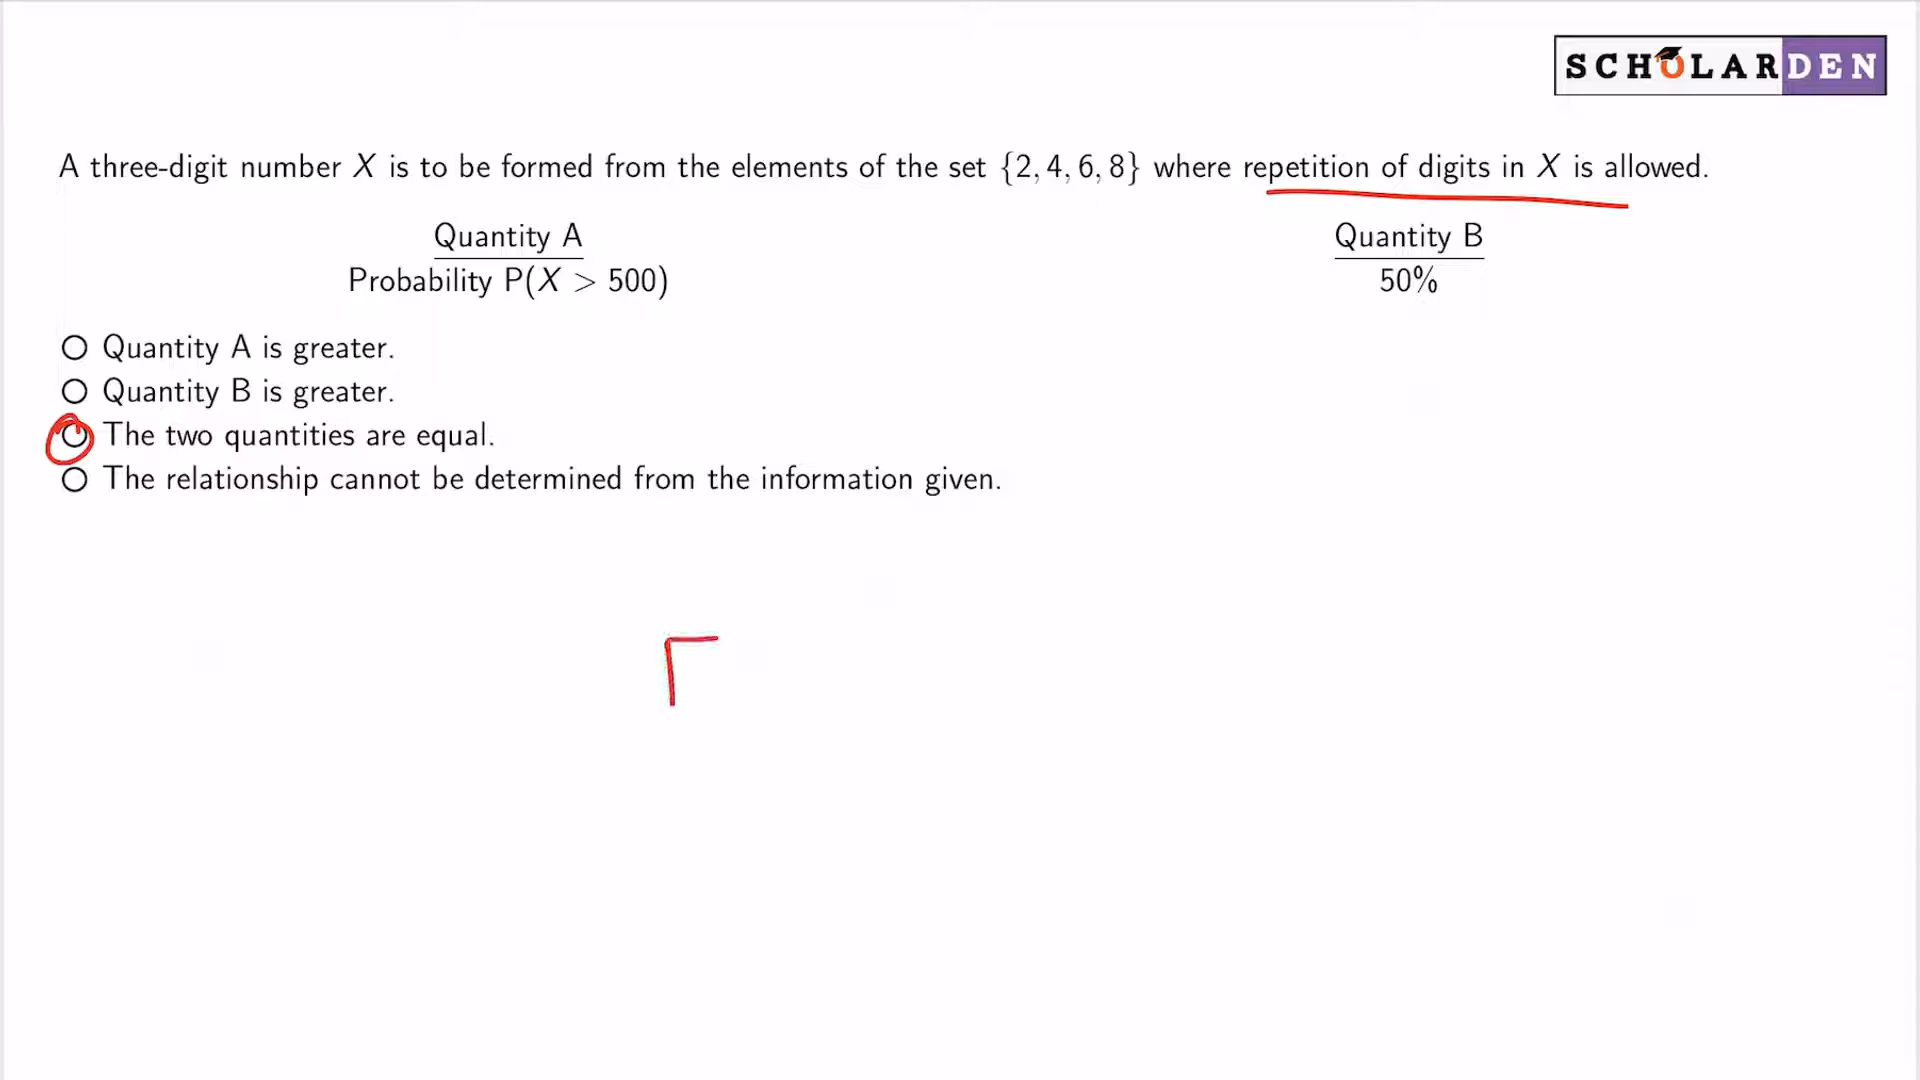 SCHOLARDEN
A three-digit number X is to be formed from the elements of the set {2, 4, 6, 8} where repetition of digits in X is allowed.
Quantity A
Quantity B
Probability P(X > 500)
50%
Quantity A is greater.
Quantity B is greater.
The two quantities are equal.
The relationship cannot be determined from the information given.